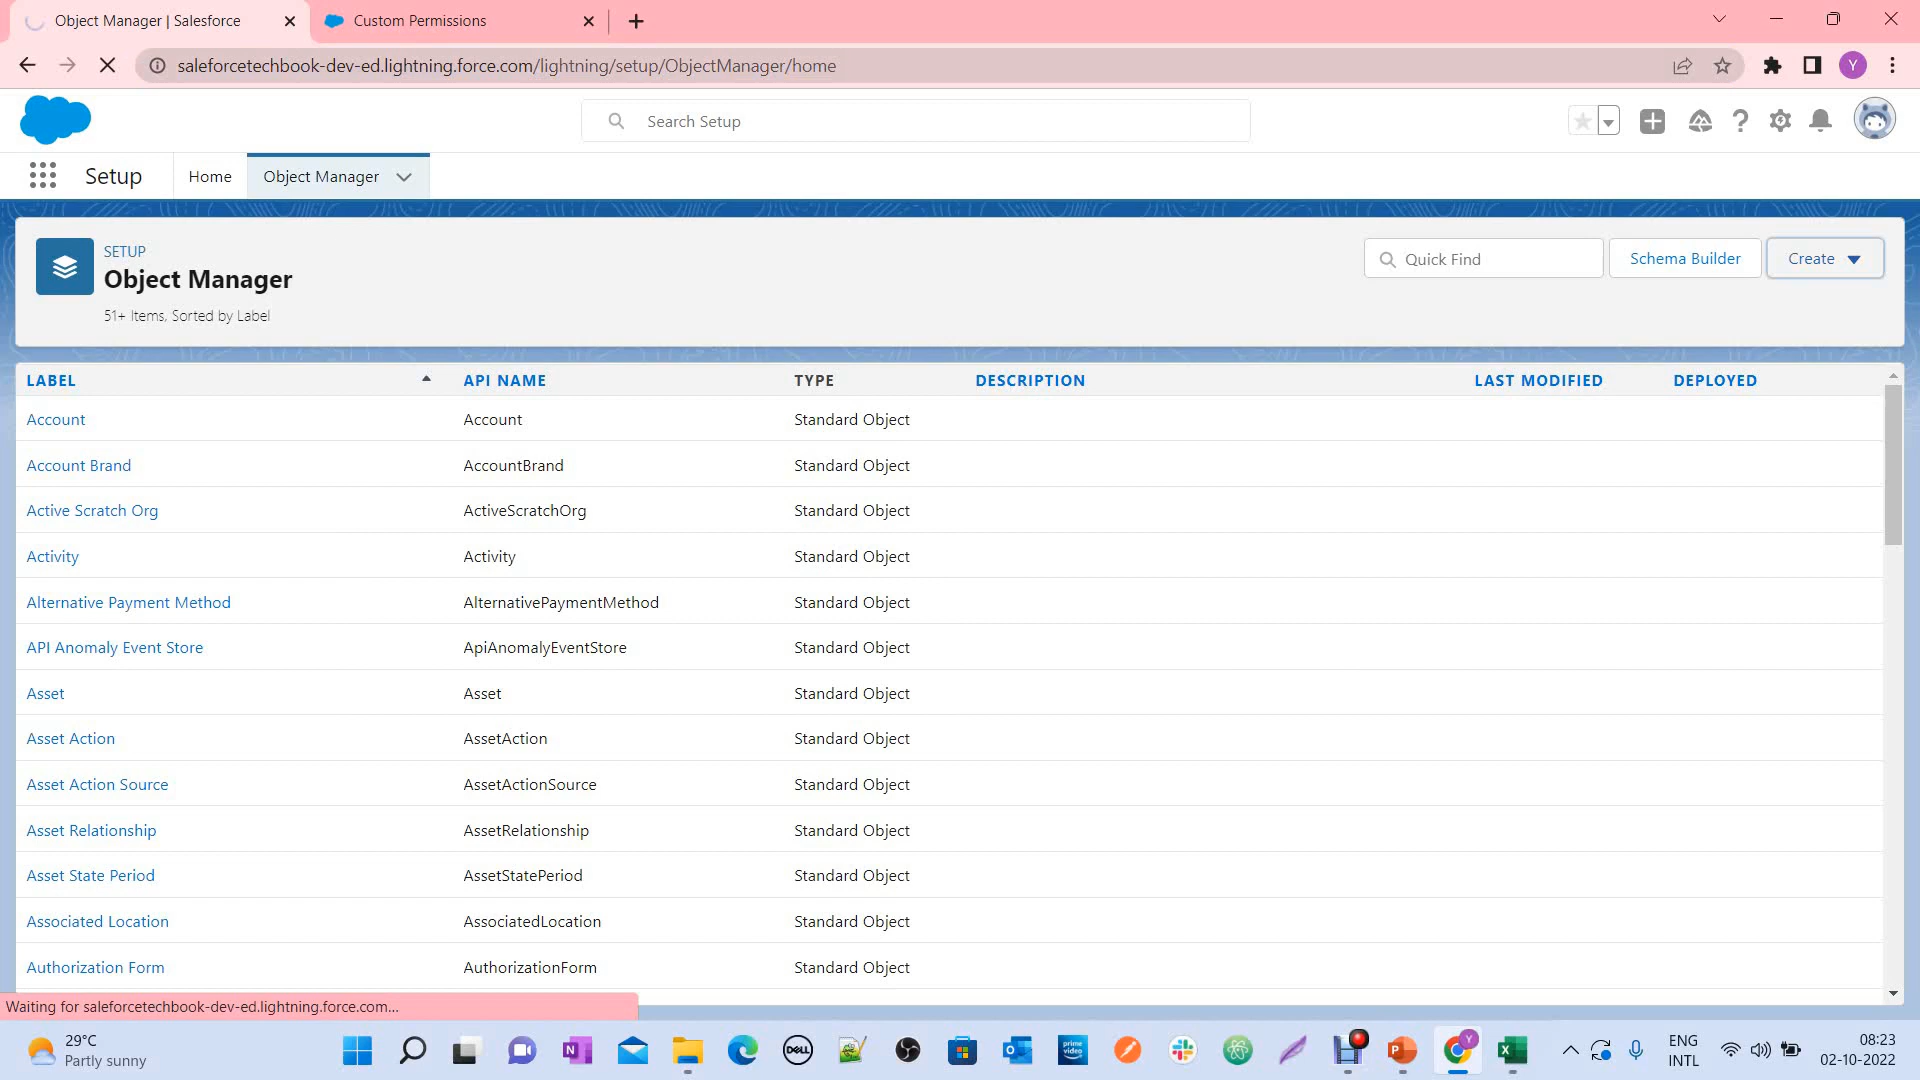 Object Manager | Salesforce
Custom Permissions
saleforcetechbook-dev-ed.lightning.force.com/lightning/setup/ObjectManager/home
Y
Search Setup
Setup
Home
Object Manager
SETUP
Object Manager
51+ Items, Sorted by Label
Quick Find
Schema Builder
Create
LABEL API NAME TYPE DESCRIPTION LAST MODIFIED DEPLOYED
Account Account Standard Object
Account Brand AccountBrand Standard Object
Active Scratch Org ActiveScratchOrg Standard Object
Activity Activity Standard Object
Alternative Payment Method AlternativePaymentMethod Standard Object
API Anomaly Event Store ApiAnomalyEventStore Standard Object
Asset Asset Standard Object
Asset Action AssetAction Standard Object
Asset Action Source AssetActionSource Standard Object
Asset Relationship AssetRelationship Standard Object
Asset State Period AssetStatePeriod Standard Object
Associated Location AssociatedLocation Standard Object
Authorization Form AuthorizationForm Standard Object
Waiting for saleforcetechbook-dev-ed.lightning.force.com...
29°C
Partly sunny
N
DELL
O
prime video
P
Y
X
ENG
INTL
08:23
02-10-2022